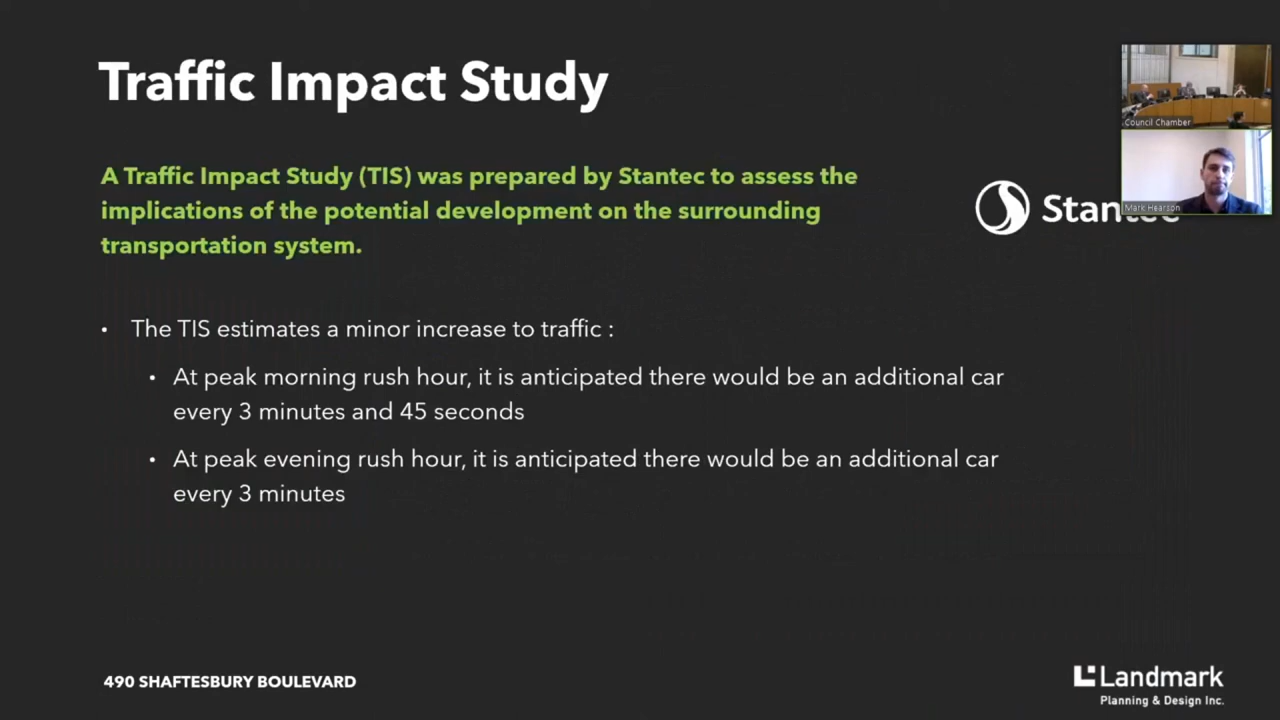 Traffic Impact Study
Council Chamber
A Traffic Impact Study (TIS) was prepared by Stantec to assess the
implications of the potential development on the surrounding
transportation system.
Stantec
Mark Hearson
• The TIS estimates a minor increase to traffic :
• At peak morning rush hour, it is anticipated there would be an additional car
every 3 minutes and 45 seconds
• At peak evening rush hour, it is anticipated there would be an additional car
every 3 minutes
490 SHAFTESBURY BOULEVARD
Landmark
Planning & Design Inc.